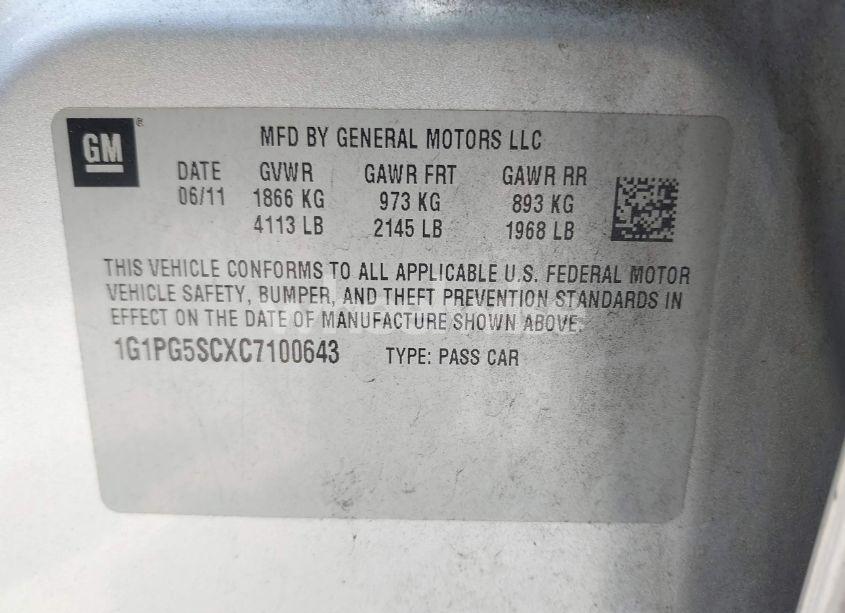 GM®
MFD BY GENERAL MOTORS LLC
DATE GVWR GAWR FRT GAWR RR
06/11 1866 KG 973 KG 893 KG
4113 LB 2145 LB 1968 LB
THIS VEHICLE CONFORMS TO ALL APPLICABLE U.S. FEDERAL MOTOR
VEHICLE SAFETY, BUMPER, AND THEFT PREVENTION STANDARDS IN
EFFECT ON THE DATE OF MANUFACTURE SHOWN ABOVE.
1G1PG5SCXC7100643 TYPE: PASS CAR